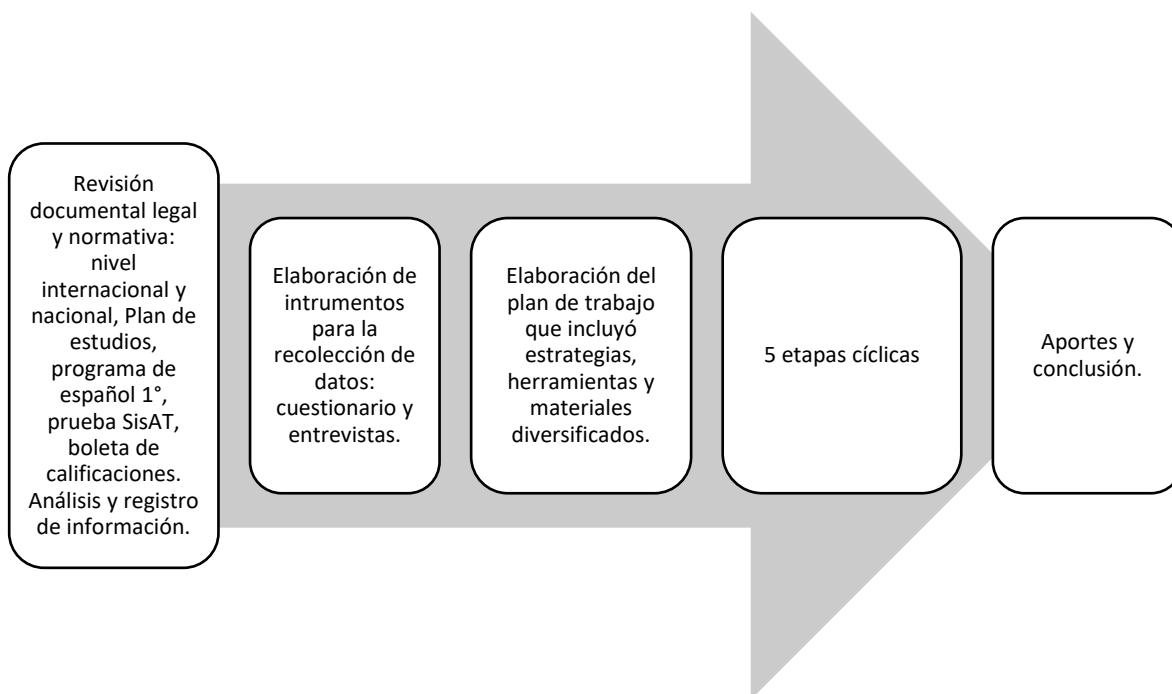 Revisión
documental legal
y normativa:
nivel
internacional y
nacional, Plan de
estudios,
programa de
español 1°,
prueba SisAT,
boleta de
calificaciones.
Análisis y registro
de información.
Elaboración de
intrumentos
para la
recolección de
datos:
cuestionario y
entrevistas.
Elaboración del
plan de trabajo
que incluyó
estrategias,
herramientas y
materiales
diversificados.
5 etapas cíclicas
Aportes y
conclusión.